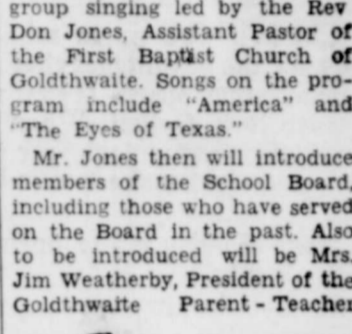 group singing led by the Rev
Don Jones, Assistant Pastor of
the First Baptist Church of
Goldthwaite. Songs on the pro-
gram include "America" and
"The Eyes of Texas."
Mr. Jones then will introduce
members of the School Board,
including those who have served
on the Board in the past. Also
to be introduced will be Mrs.
Jim Weatherby, President of the
Goldthwaite Parent - Teacher